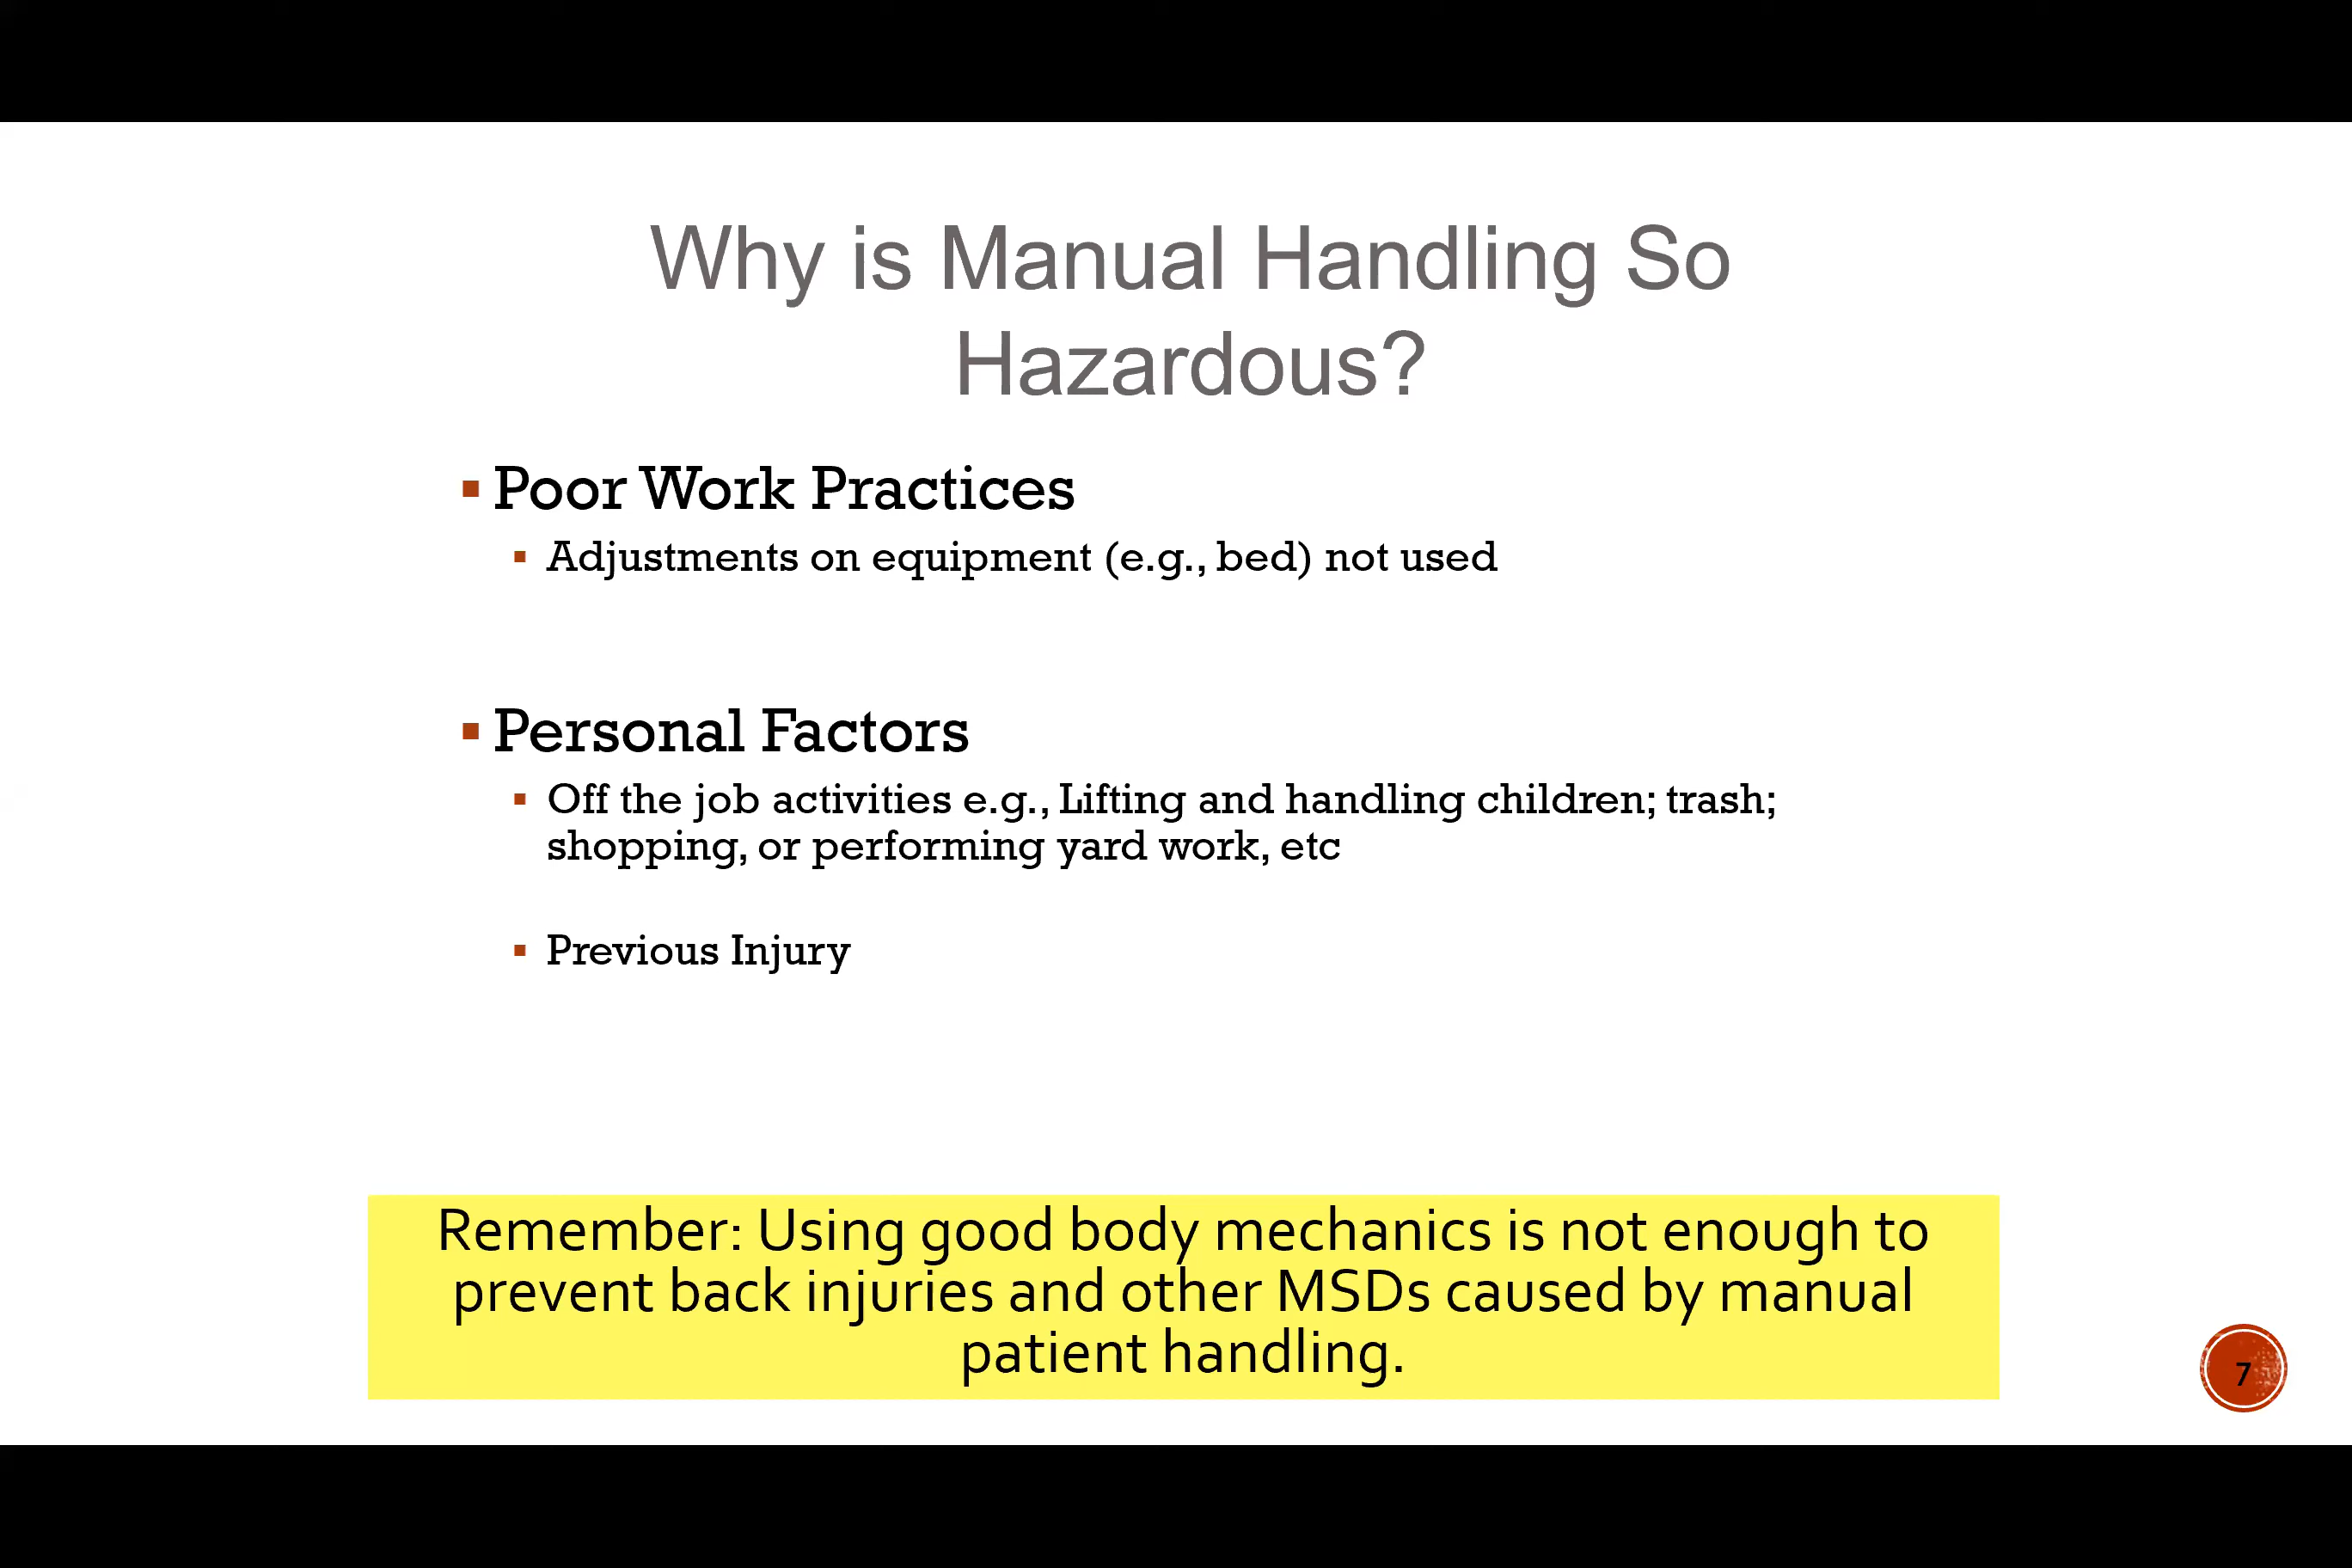 Why is Manual Handling So
Hazardous?
▪ Poor Work Practices
▪ Adjustments on equipment (e.g., bed) not used
▪ Personal Factors
▪ Off the job activities e.g., Lifting and handling children; trash;
shopping, or performing yard work, etc
▪ Previous Injury
Remember: Using good body mechanics is not enough to
prevent back injuries and other MSDs caused by manual
patient handling.
7